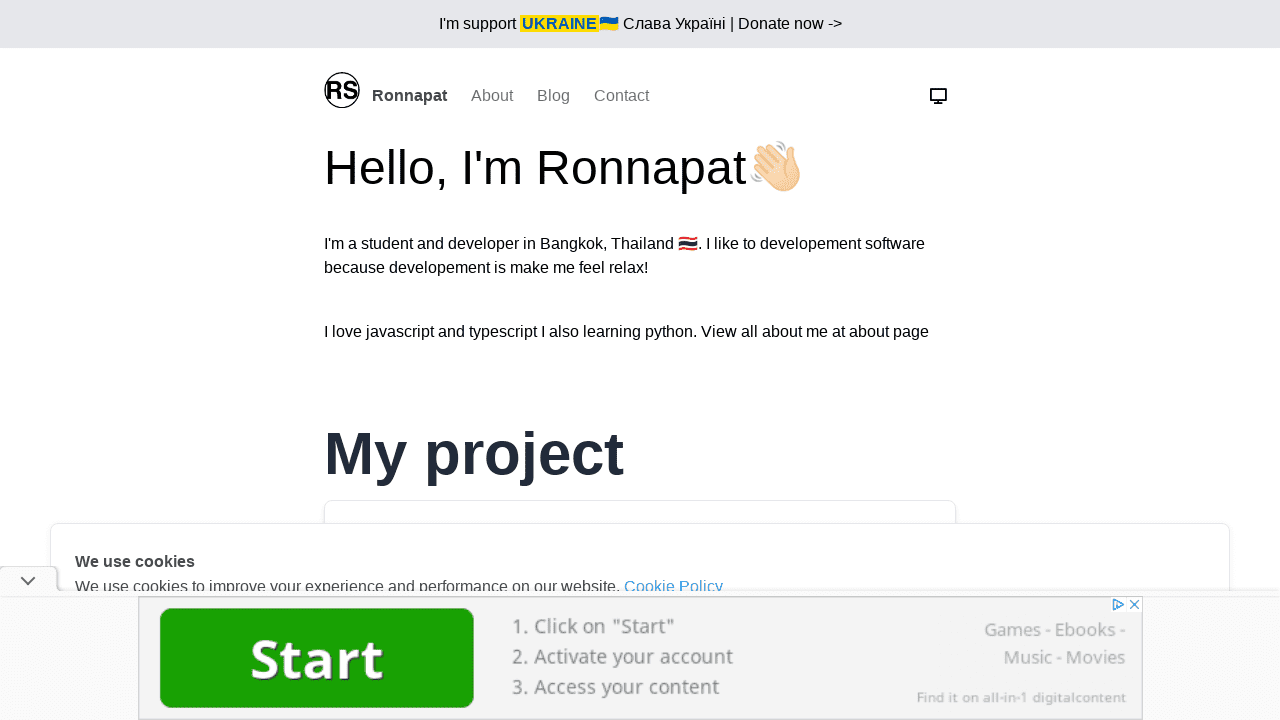 I'm support UKRAINE🇺🇦 Слава Україні | Donate now ->
RS Ronnapat About Blog Contact
Hello, I'm Ronnapat👋🏻
I'm a student and developer in Bangkok, Thailand 🇹🇭. I like to developement software
because developement is make me feel relax!
I love javascript and typescript I also learning python. View all about me at about page
My project
We use cookies
We use cookies to improve your experience and performance on our website. Cookie Policy
Start
1. Click on "Start"
2. Activate your account
3. Access your content
Games - Ebooks -
Music - Movies
Find it on all-in-1 digitalcontent